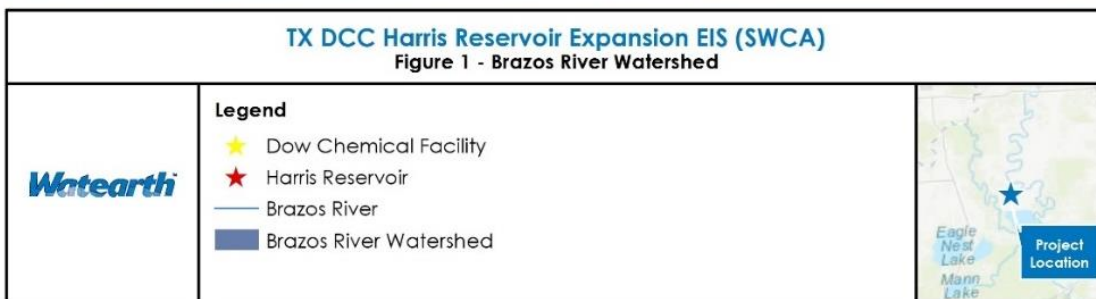 TX DCC Harris Reservoir Expansion EIS (SWCA)
Figure 1 - Brazos River Watershed
Watearth
Legend
Dow Chemical Facility
Harris Reservoir
Brazos River
Brazos River Watershed
Eagle
Nest
Lake
Mann
Lake
Project
Location